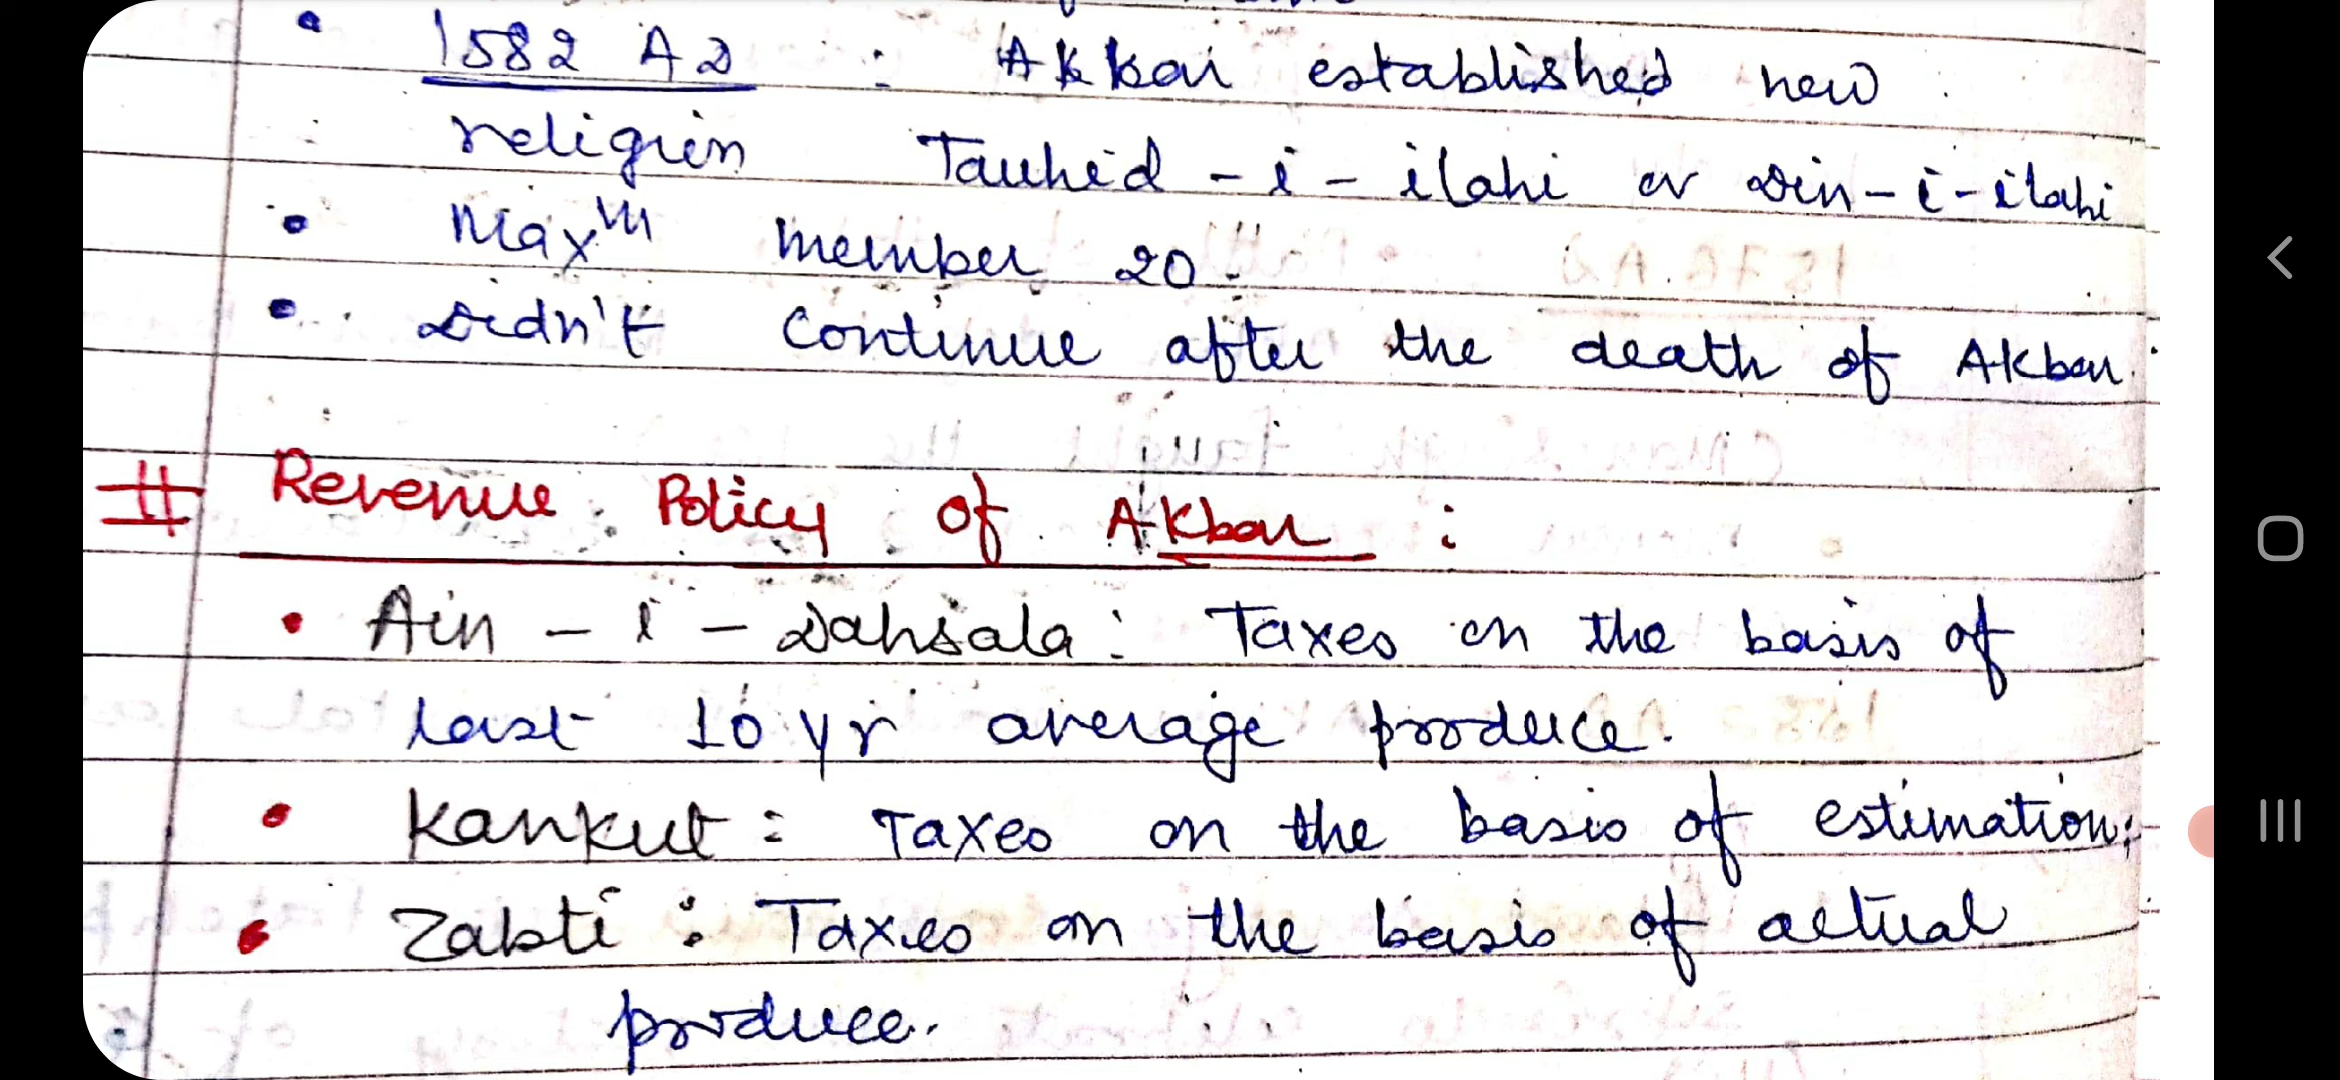 • 1582 AD : Akbar established new
religion Tauhid - i - ilahi or Din - i - ilahi
• Maxᵐ member 20.
• Didn't continue after the death of Akbar.
# Revenue Policy of Akbar :
• Ain - i - Dahsala : Taxes on the basis of
last 10 yr average produce.
• Kankut : Taxes on the basis of estimation.
• Zabti : Taxes on the basis of actual
produce.